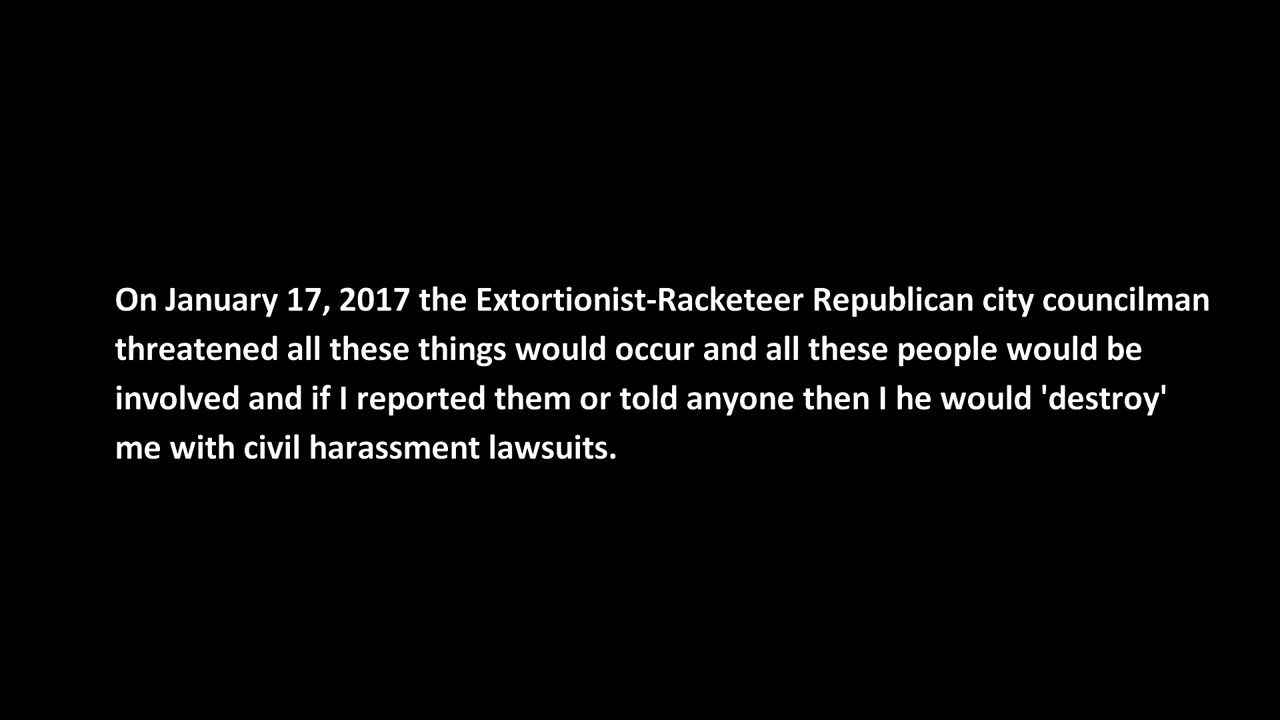 On January 17, 2017 the Extortionist-Racketeer Republican city councilman
threatened all these things would occur and all these people would be
involved and if I reported them or told anyone then I he would 'destroy'
me with civil harassment lawsuits.